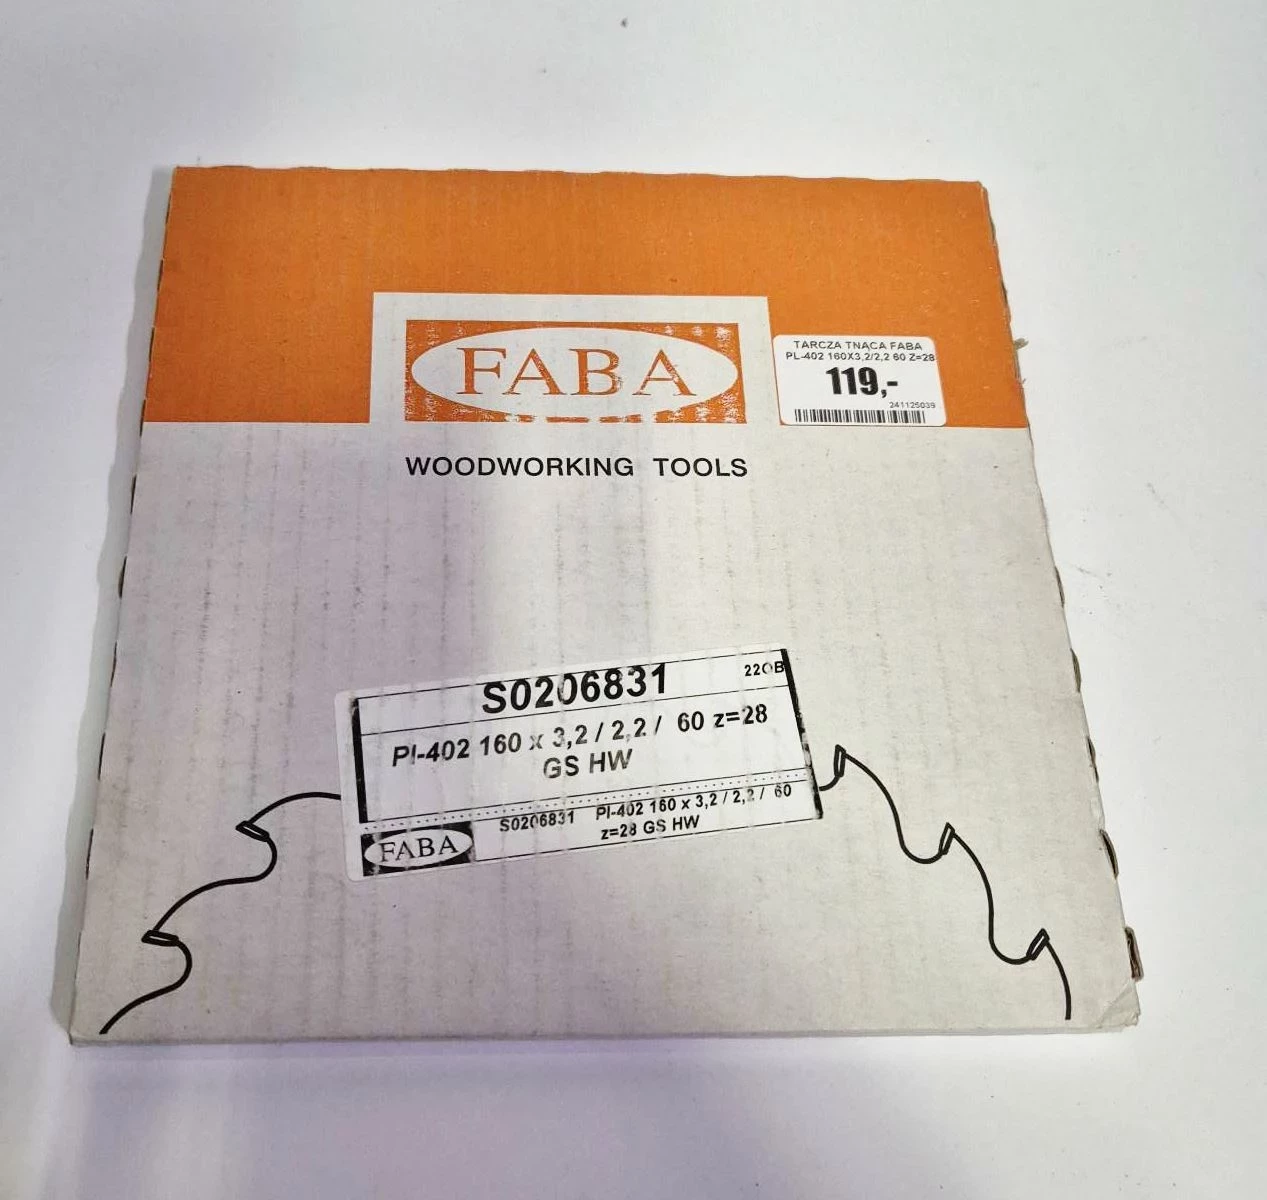 FABA
WOODWORKING TOOLS
TARCZA TNĄCA FABA
PL-402 160X3,2/2,2 60 Z=28
119,-
241125039
S0206831
PI-402 160 x 3,2 / 2,2 / 60 z=28
GS HW
S0206831 PI-402 160 x 3,2 / 2,2 / 60
z=28 GS HW
FABA